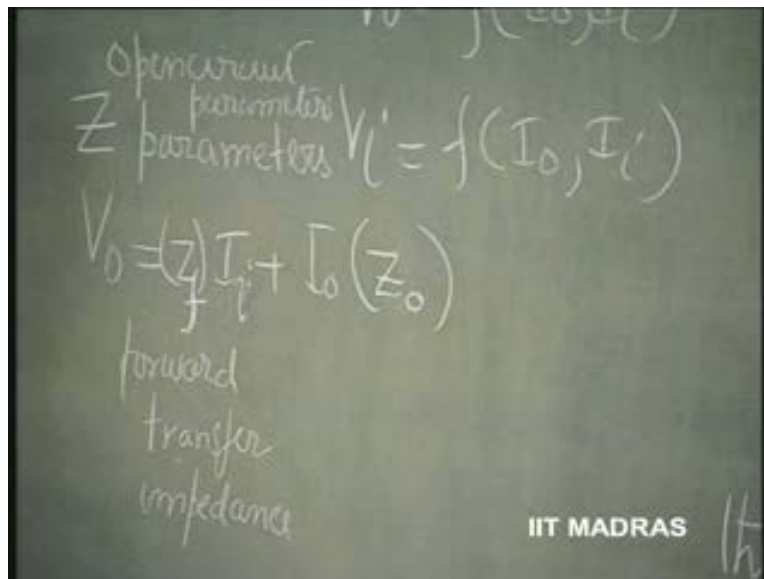 Opencircuit
parameters
Z parameters Vi = f(Io, Ii)
Vo = (Zf) Ii + Io (Zo)
forward
transfer
impedance
IIT MADRAS